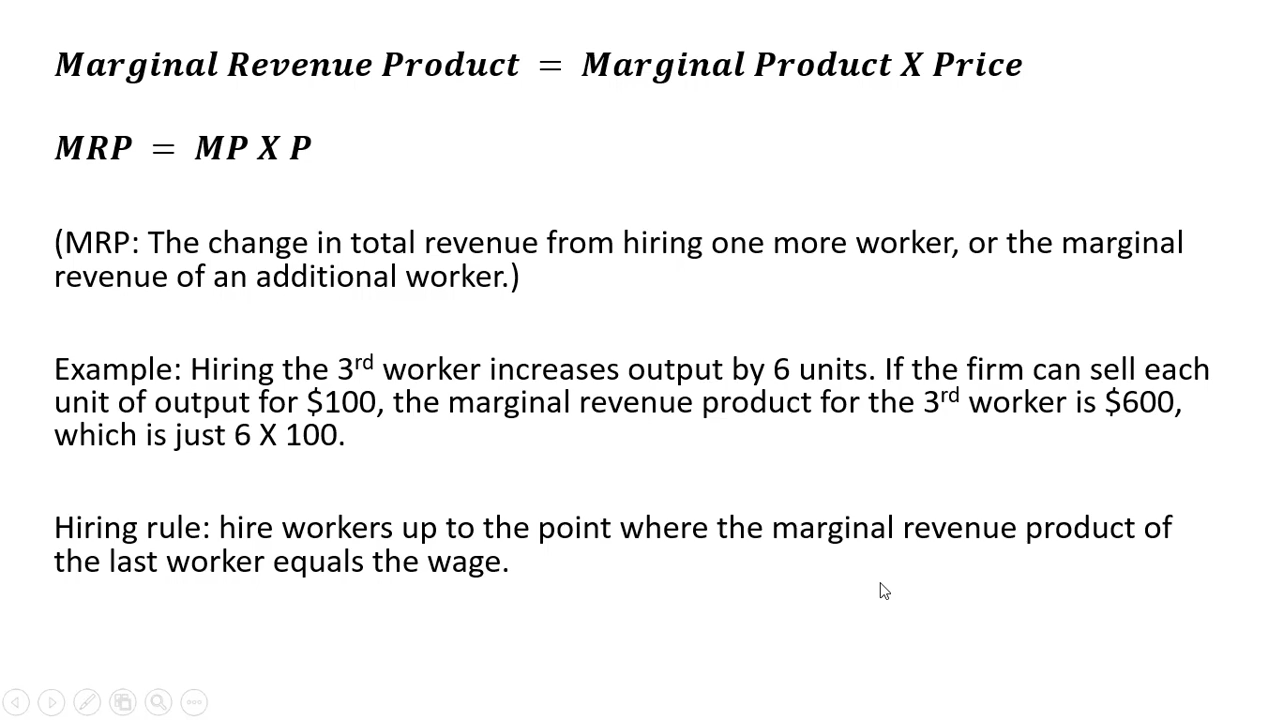 Marginal Revenue Product = Marginal Product X Price
MRP = MP X P
(MRP: The change in total revenue from hiring one more worker, or the marginal
revenue of an additional worker.)
Example: Hiring the 3rd worker increases output by 6 units. If the firm can sell each
unit of output for $100, the marginal revenue product for the 3rd worker is $600,
which is just 6 X 100.
Hiring rule: hire workers up to the point where the marginal revenue product of
the last worker equals the wage.